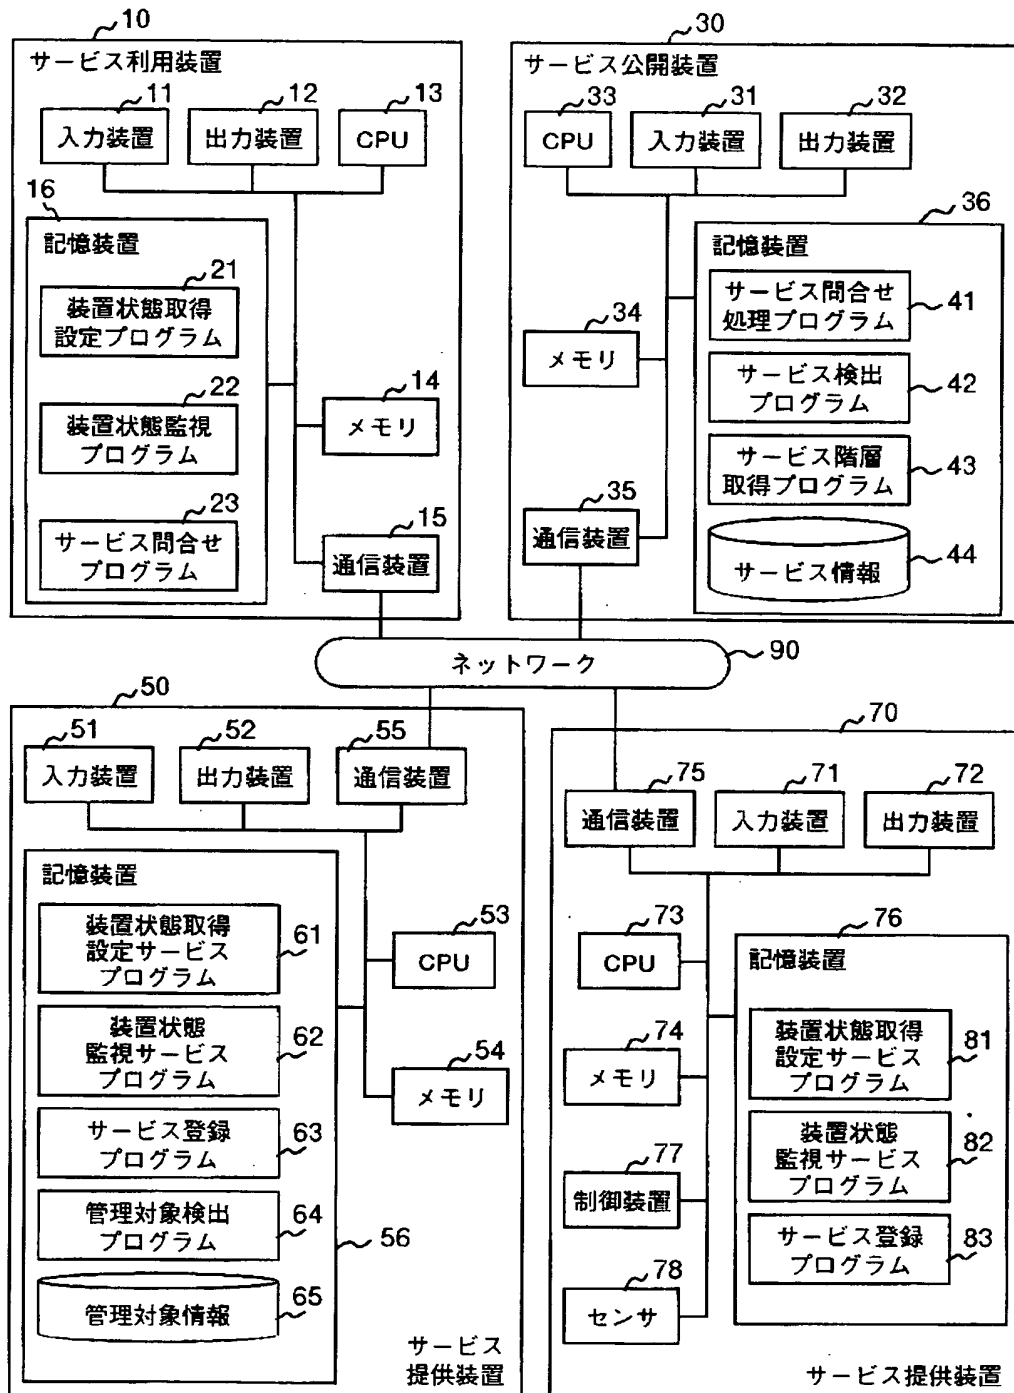 10
サービス利用装置
11
12
13
入力装置
出力装置
CPU
16
記憶装置
21
装置状態取得
設定プログラム
22
装置状態監視
プログラム
23
サービス問合せ
プログラム
14
メモリ
15
通信装置
30
サービス公開装置
33
31
32
CPU
入力装置
出力装置
36
記憶装置
サービス問合せ
処理プログラム
41
サービス検出
プログラム
42
サービス階層
取得プログラム
43
サービス情報
44
34
メモリ
35
通信装置
ネットワーク
90
50
51
52
55
入力装置
出力装置
通信装置
記憶装置
装置状態取得
設定サービス
プログラム
61
装置状態
監視サービス
プログラム
62
サービス登録
プログラム
63
管理対象検出
プログラム
64
管理対象情報
65
56
53
CPU
54
メモリ
サービス
提供装置
70
75
71
72
通信装置
入力装置
出力装置
73
CPU
74
メモリ
77
制御装置
78
センサ
76
記憶装置
装置状態取得
設定サービス
プログラム
81
装置状態
監視サービス
プログラム
82
サービス登録
プログラム
83
サービス提供装置